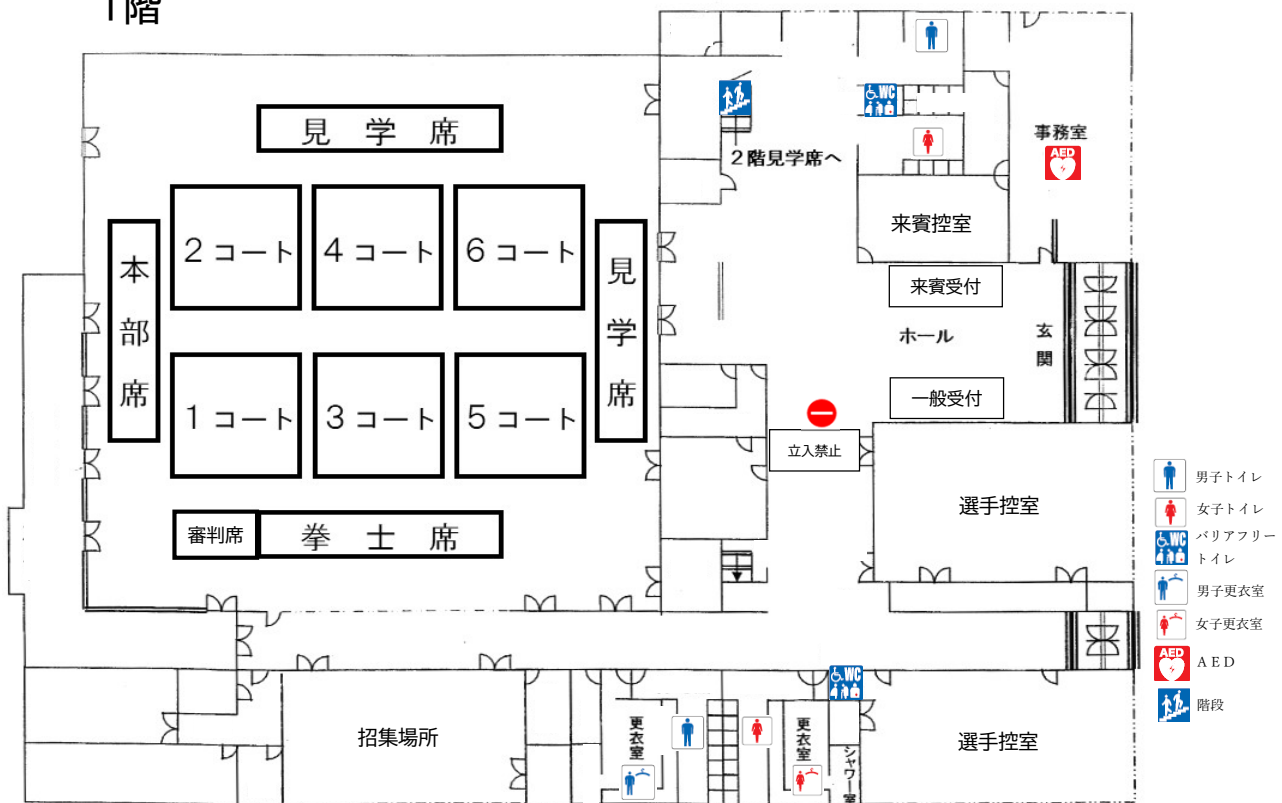 1階
見学席
2階見学席へ
WC
事務室
AED
来賓控室
2コート
4コート
6コート
本部席
見学席
来賓受付
ホール
玄関
1コート
3コート
5コート
一般受付
立入禁止
選手控室
審判席
拳士席
男子トイレ
女子トイレ
WC
バリアフリー
トイレ
男子更衣室
女子更衣室
AED
AED
階段
WC
招集場所
更衣室
更衣室
シャワー室
選手控室